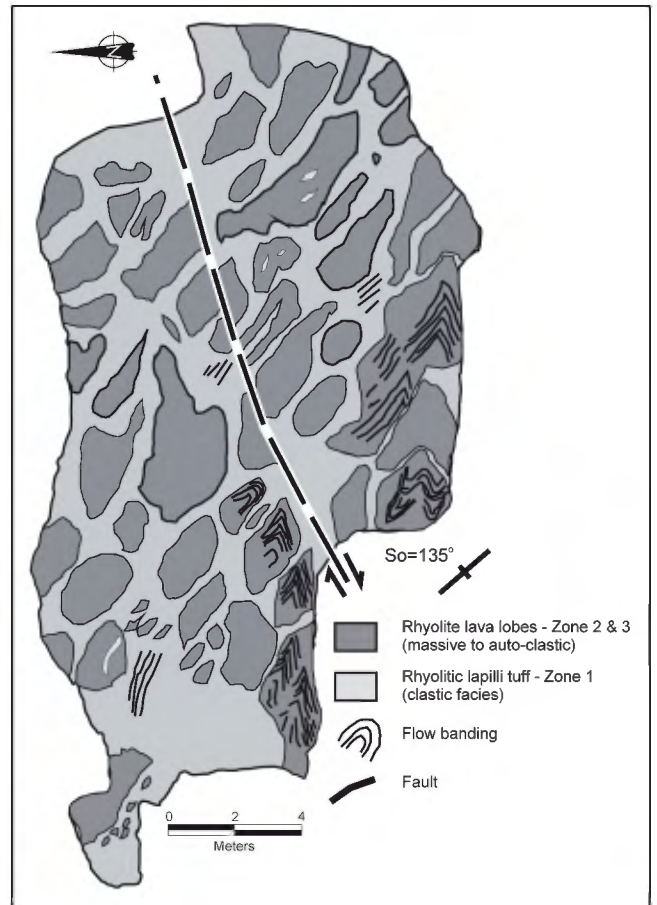 N
So=135°
Rhyolite lava lobes - Zone 2 & 3
(massive to auto-clastic)
Rhyolitic lapilli tuff - Zone 1
(clastic facies)
Flow banding
Fault
0 2 4
Meters